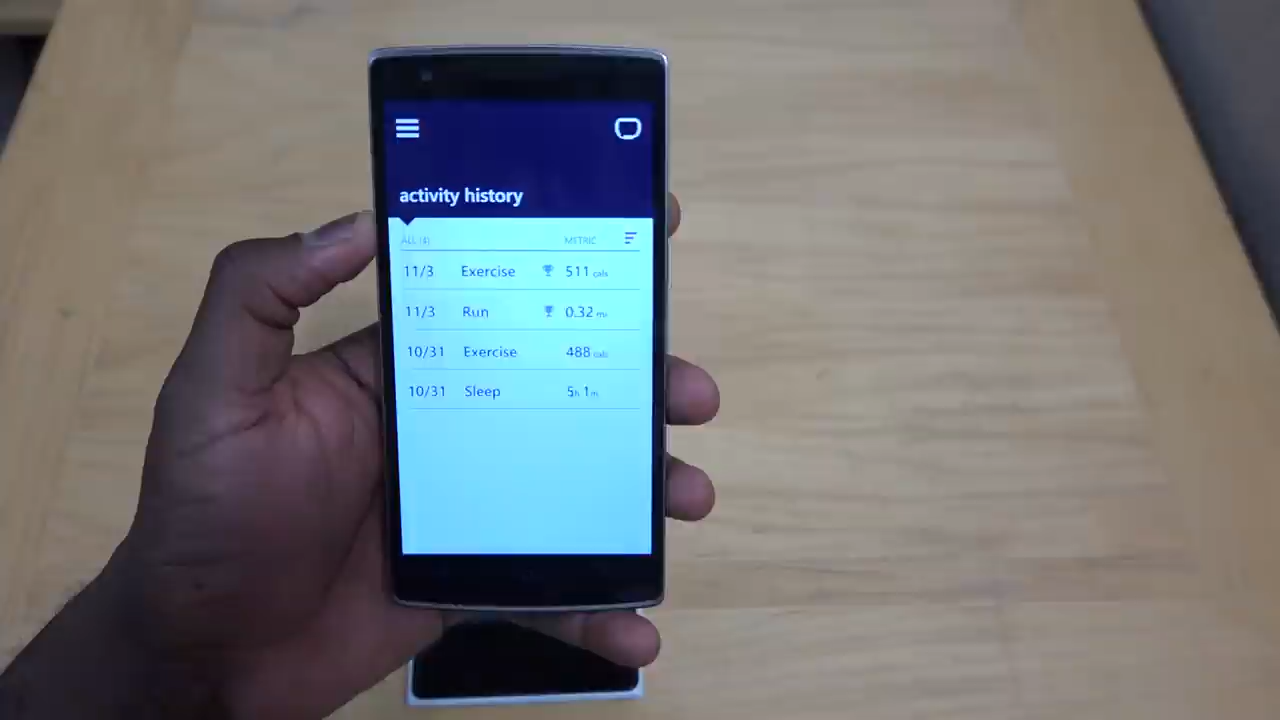 activity history
ALL (4) METRIC
11/3 Exercise 511 cals
11/3 Run 0.32 mi
10/31 Exercise 488 cals
10/31 Sleep 5h 1m